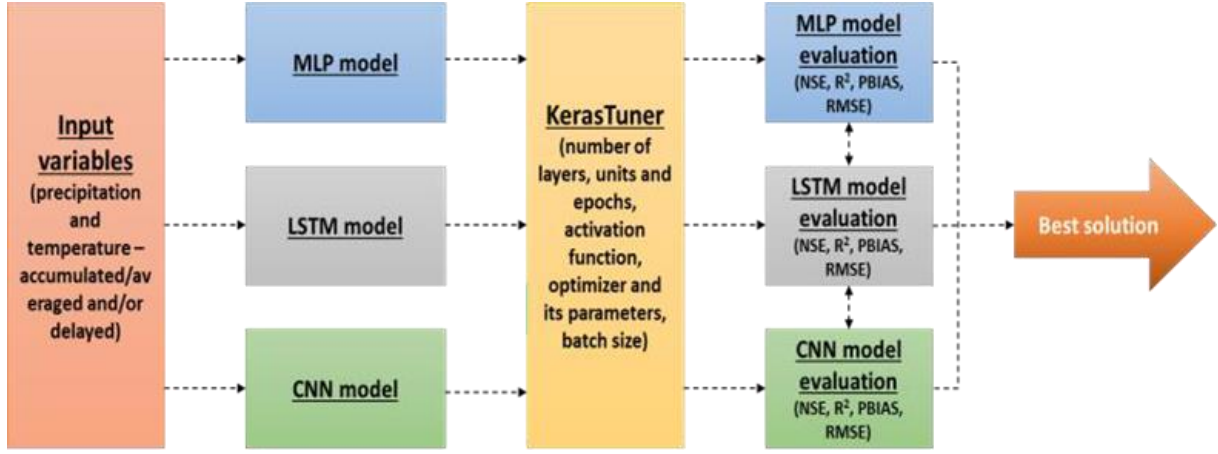 Input
variables
(precipitation
and
temperature –
accumulated/av
eraged and/or
delayed)
MLP model
LSTM model
CNN model
KerasTuner
(number of
layers, units and
epochs,
activation
function,
optimizer and
its parameters,
batch size)
MLP model
evaluation
(NSE, R², PBIAS,
RMSE)
LSTM model
evaluation
(NSE, R², PBIAS,
RMSE)
CNN model
evaluation
(NSE, R², PBIAS,
RMSE)
Best solution